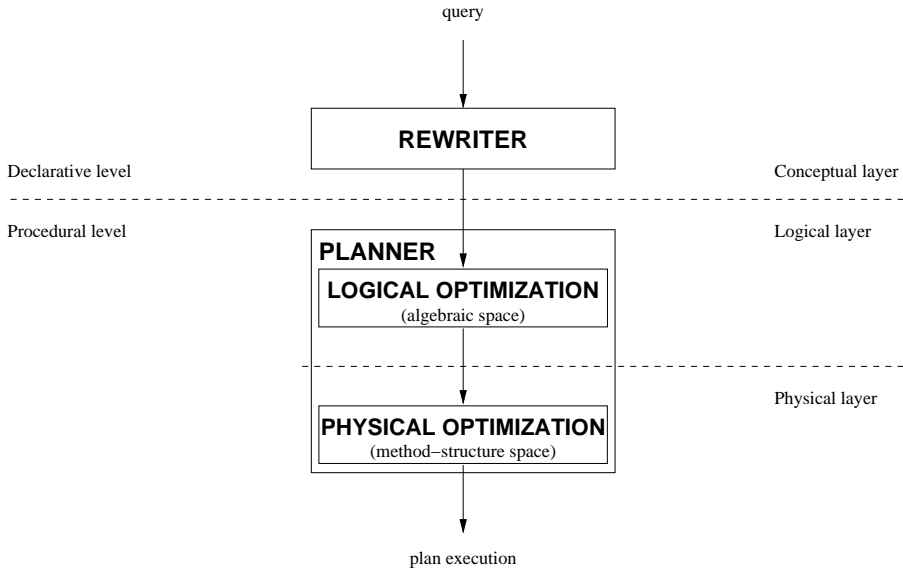 query
REWRITER
Declarative level
Conceptual layer
Procedural level
Logical layer
PLANNER
LOGICAL OPTIMIZATION
(algebraic space)
Physical layer
PHYSICAL OPTIMIZATION
(method−structure space)
plan execution